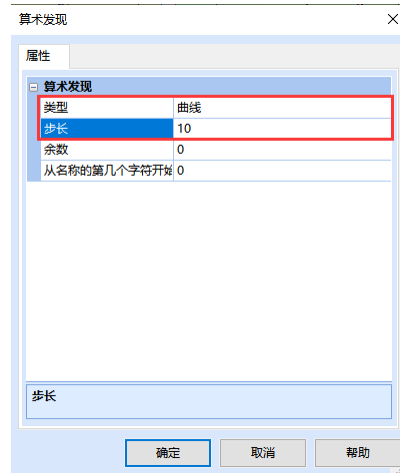 算术发现
属性
算术发现
类型 曲线
步长 10
余数 0
从名称的第几个字符开始 0
步长
确定 取消 帮助